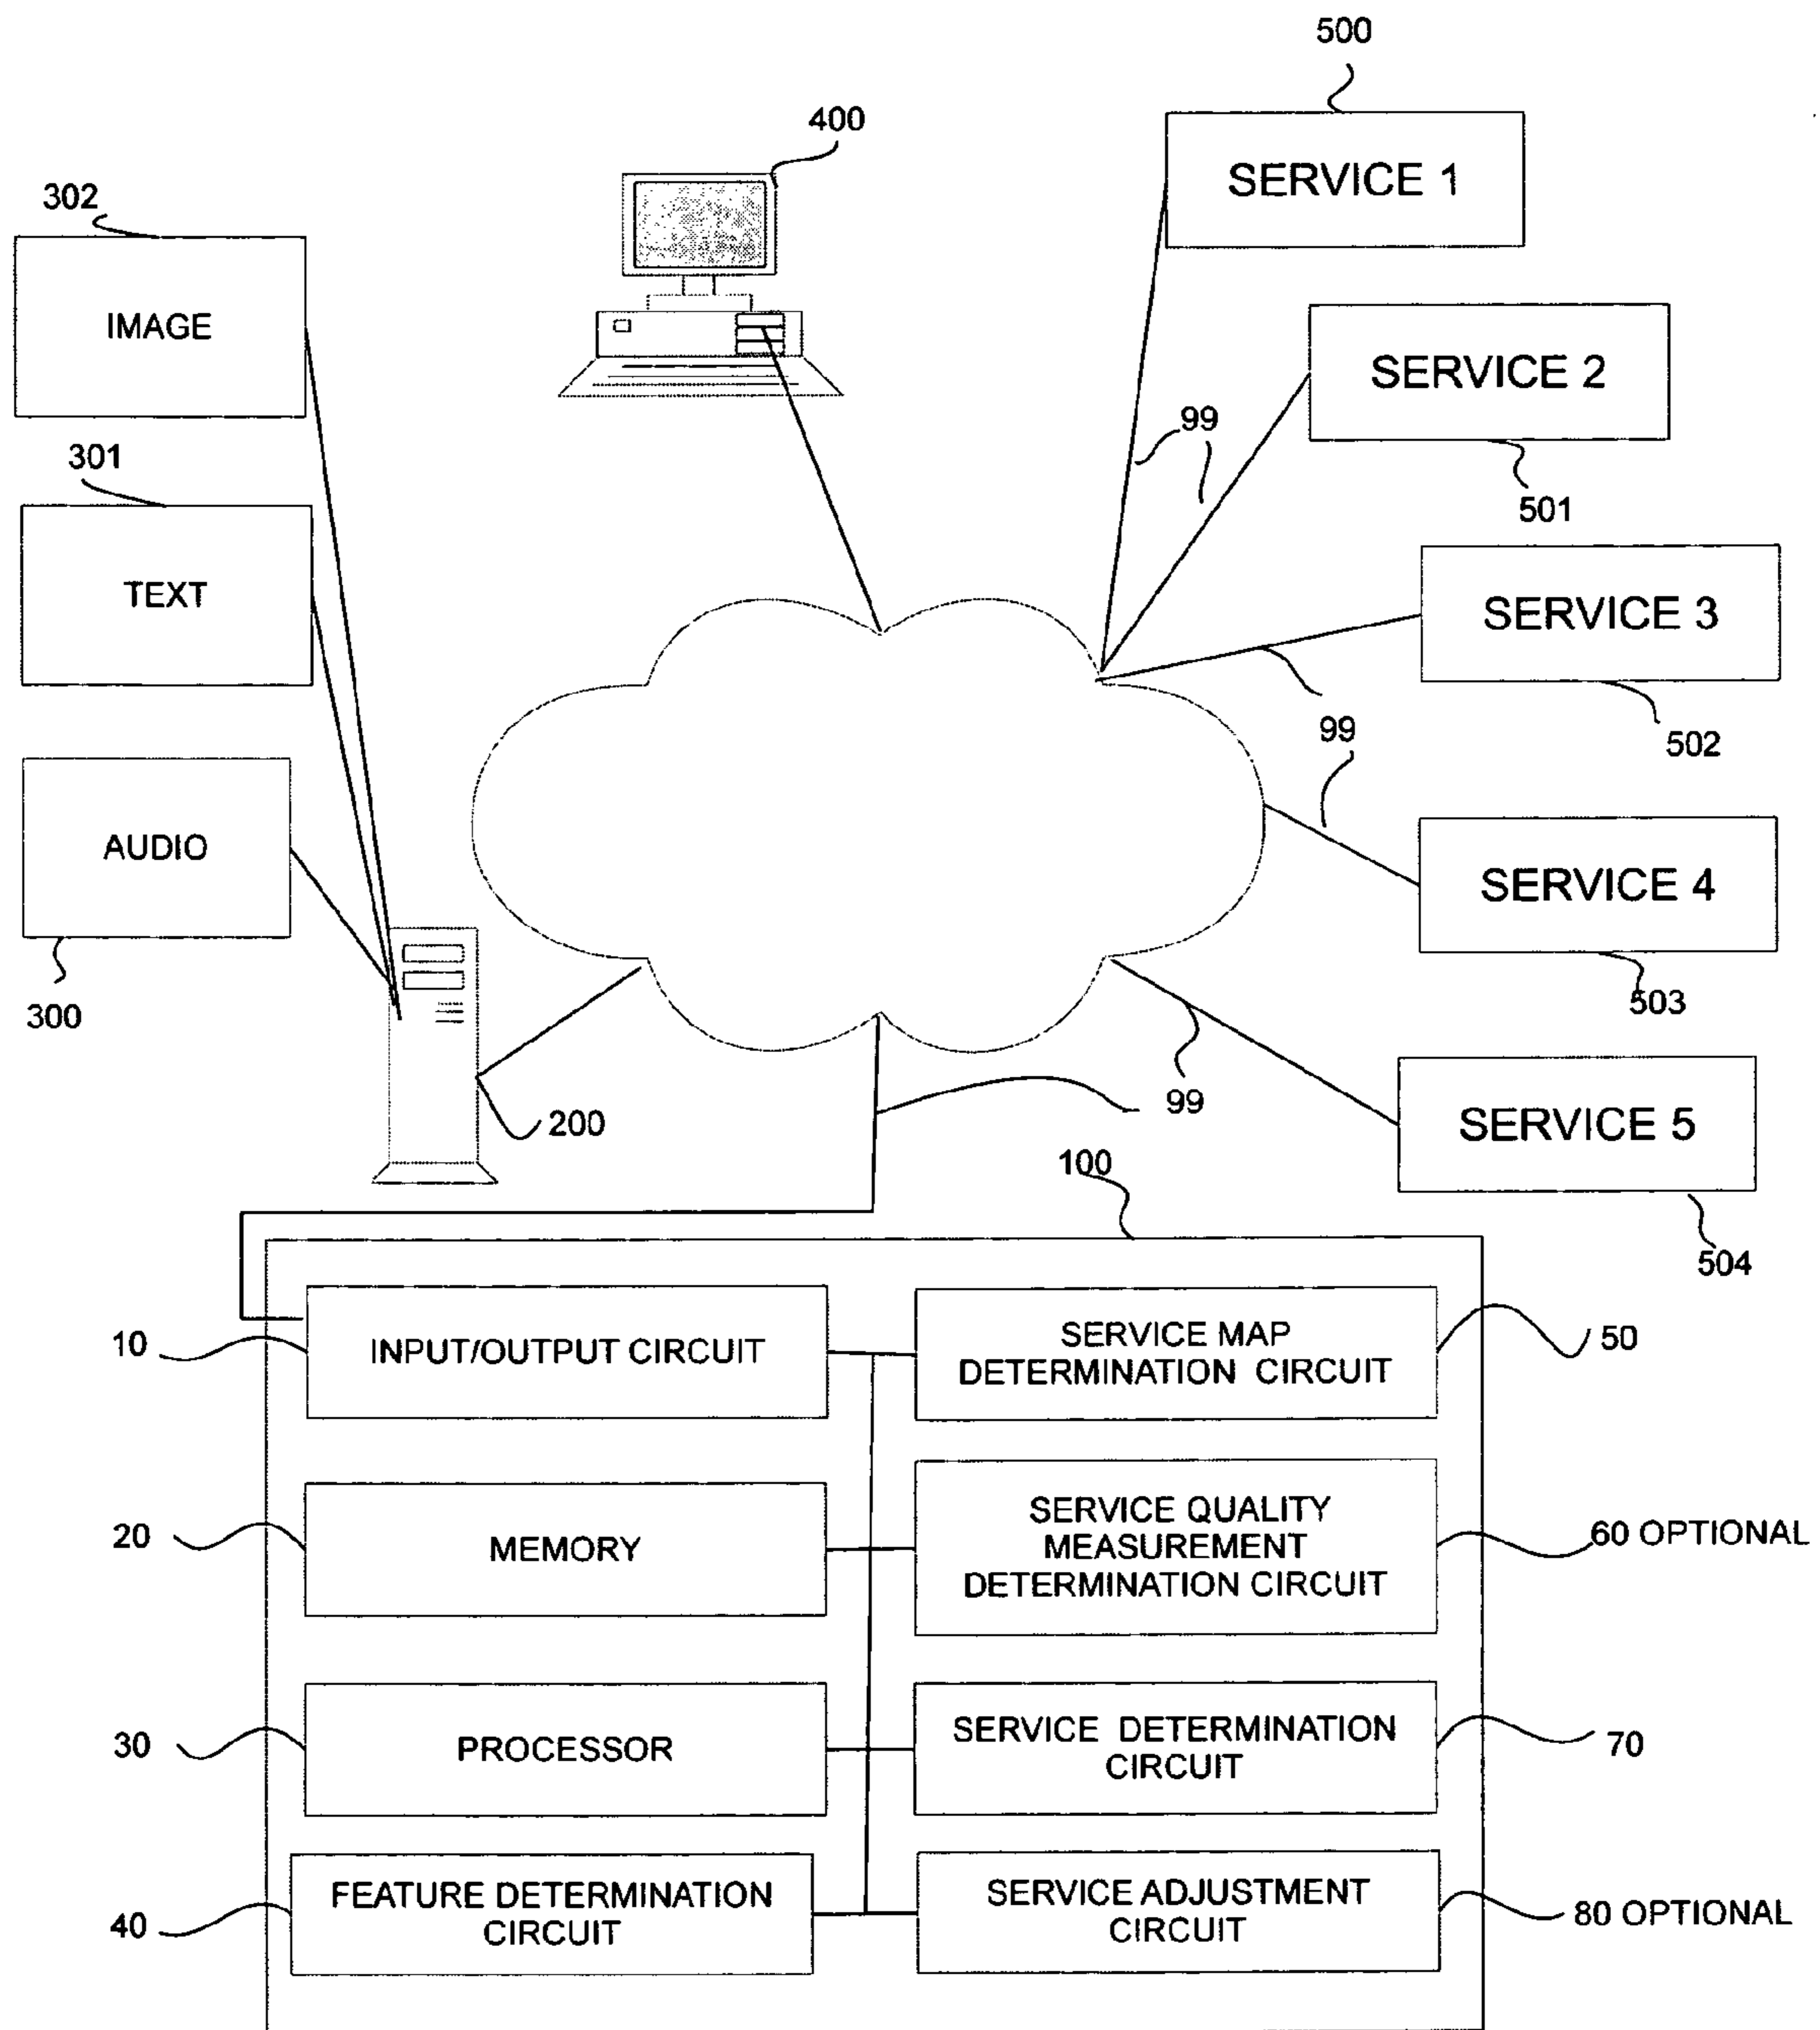 500
400
SERVICE 1
302
IMAGE
SERVICE 2
99
301
501
TEXT
SERVICE 3
99
502
AUDIO
SERVICE 4
300
503
200
99
99
SERVICE 5
100
504
10
INPUT/OUTPUT CIRCUIT
SERVICE MAP
DETERMINATION CIRCUIT
50
20
MEMORY
SERVICE QUALITY
MEASUREMENT
DETERMINATION CIRCUIT
60 OPTIONAL
30
PROCESSOR
SERVICE DETERMINATION
CIRCUIT
70
40
FEATURE DETERMINATION
CIRCUIT
SERVICE ADJUSTMENT
CIRCUIT
80 OPTIONAL